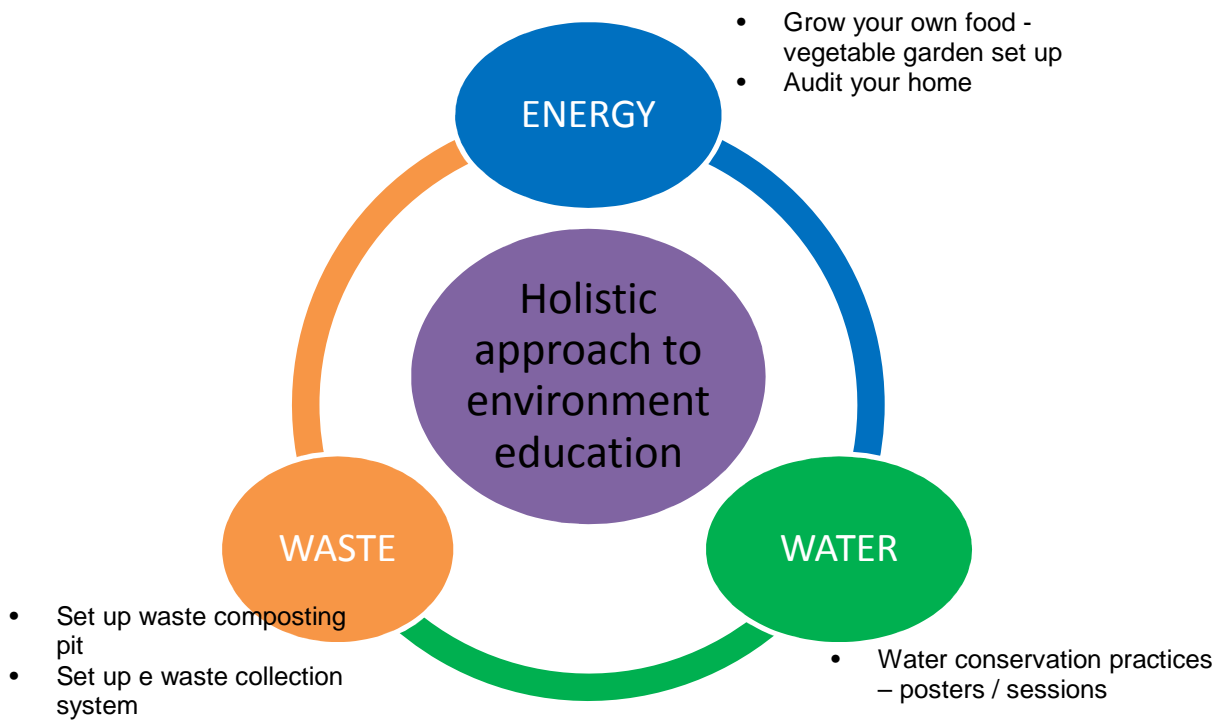 • Grow your own food -
vegetable garden set up
• Audit your home
ENERGY
Holistic
approach to
environment
education
WASTE
WATER
• Set up waste composting
pit
• Set up e waste collection
system
• Water conservation practices
– posters / sessions